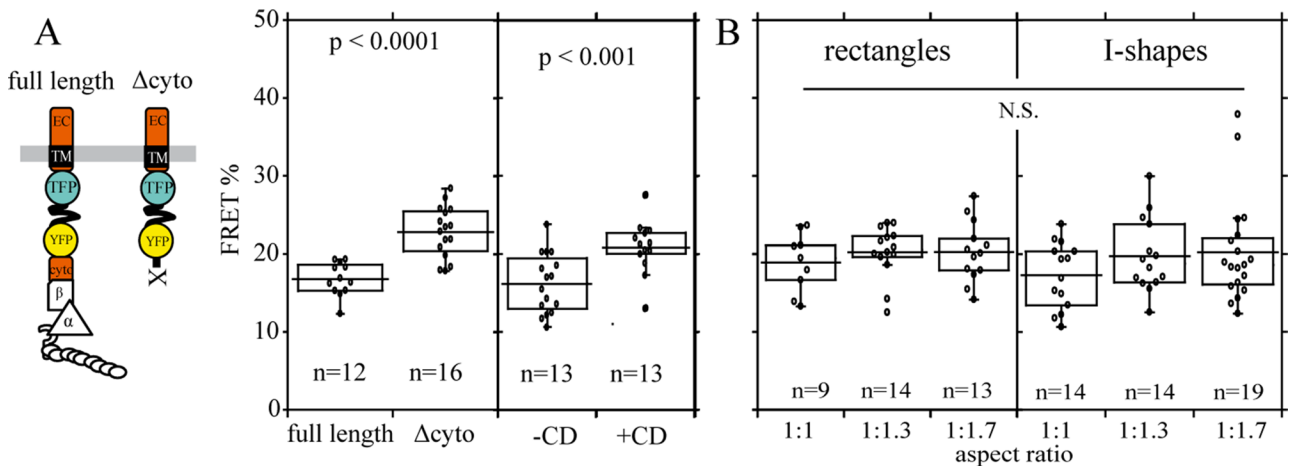 A
full length Δcyto
EC EC
TM TM
TFP TFP
YFP YFP
cyto X
β
α
FRET %
50
40
30
20
10
0
p < 0.0001
p < 0.001
n=12 n=16 n=13 n=13
full length Δcyto -CD +CD
B
rectangles I-shapes
N.S.
n=9 n=14 n=13 n=14 n=14 n=19
1:1 1:1.3 1:1.7 1:1 1:1.3 1:1.7
aspect ratio